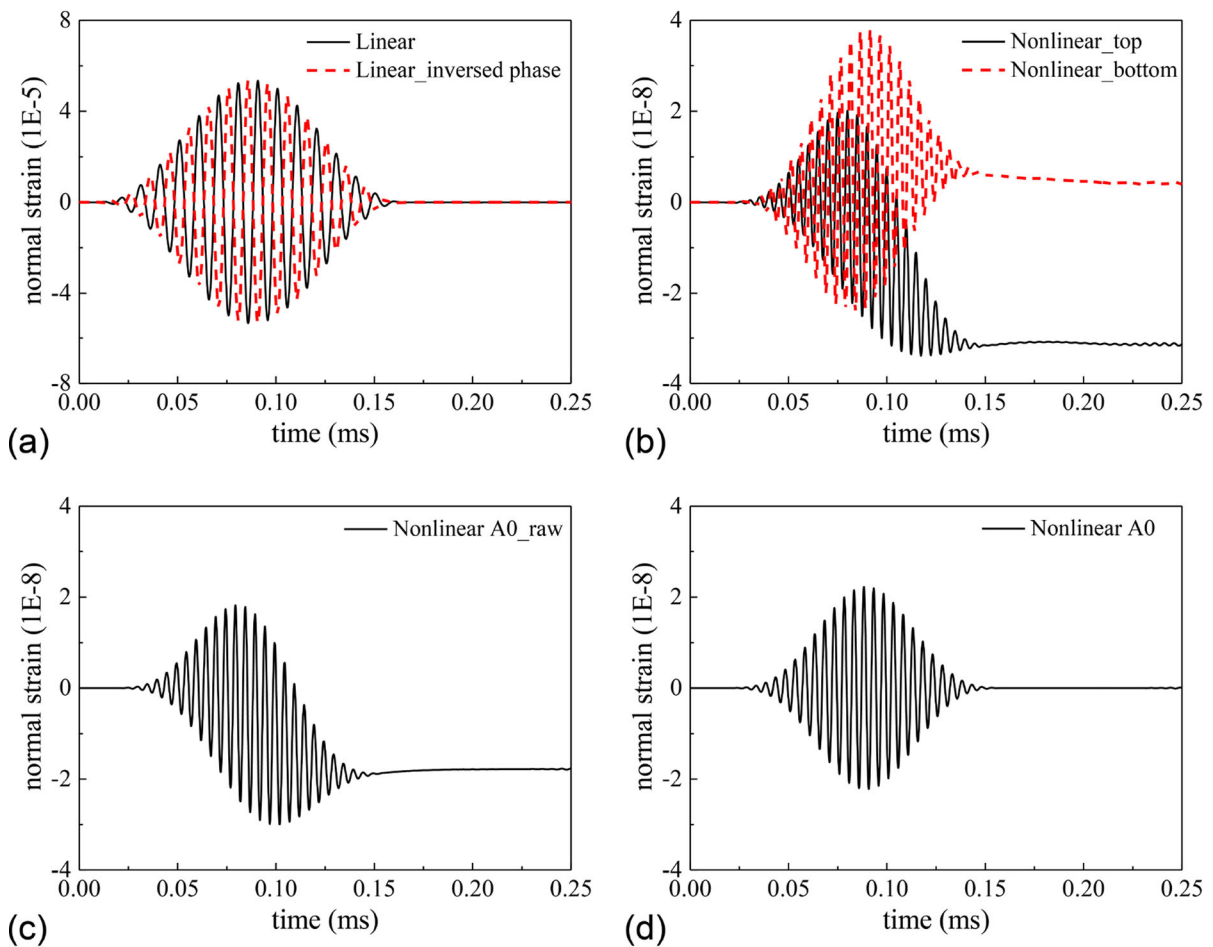 8
4
0
-4
-8
normal strain (1E-5)
Linear
Linear_inversed phase
0.00 0.05 0.10 0.15 0.20 0.25
time (ms)
(a)
4
2
0
-2
-4
normal strain (1E-8)
Nonlinear_top
Nonlinear_bottom
0.00 0.05 0.10 0.15 0.20 0.25
time (ms)
(b)
4
2
0
-2
-4
normal strain (1E-8)
Nonlinear A0_raw
0.00 0.05 0.10 0.15 0.20 0.25
time (ms)
(c)
4
2
0
-2
-4
normal strain (1E-8)
Nonlinear A0
0.00 0.05 0.10 0.15 0.20 0.25
time (ms)
(d)